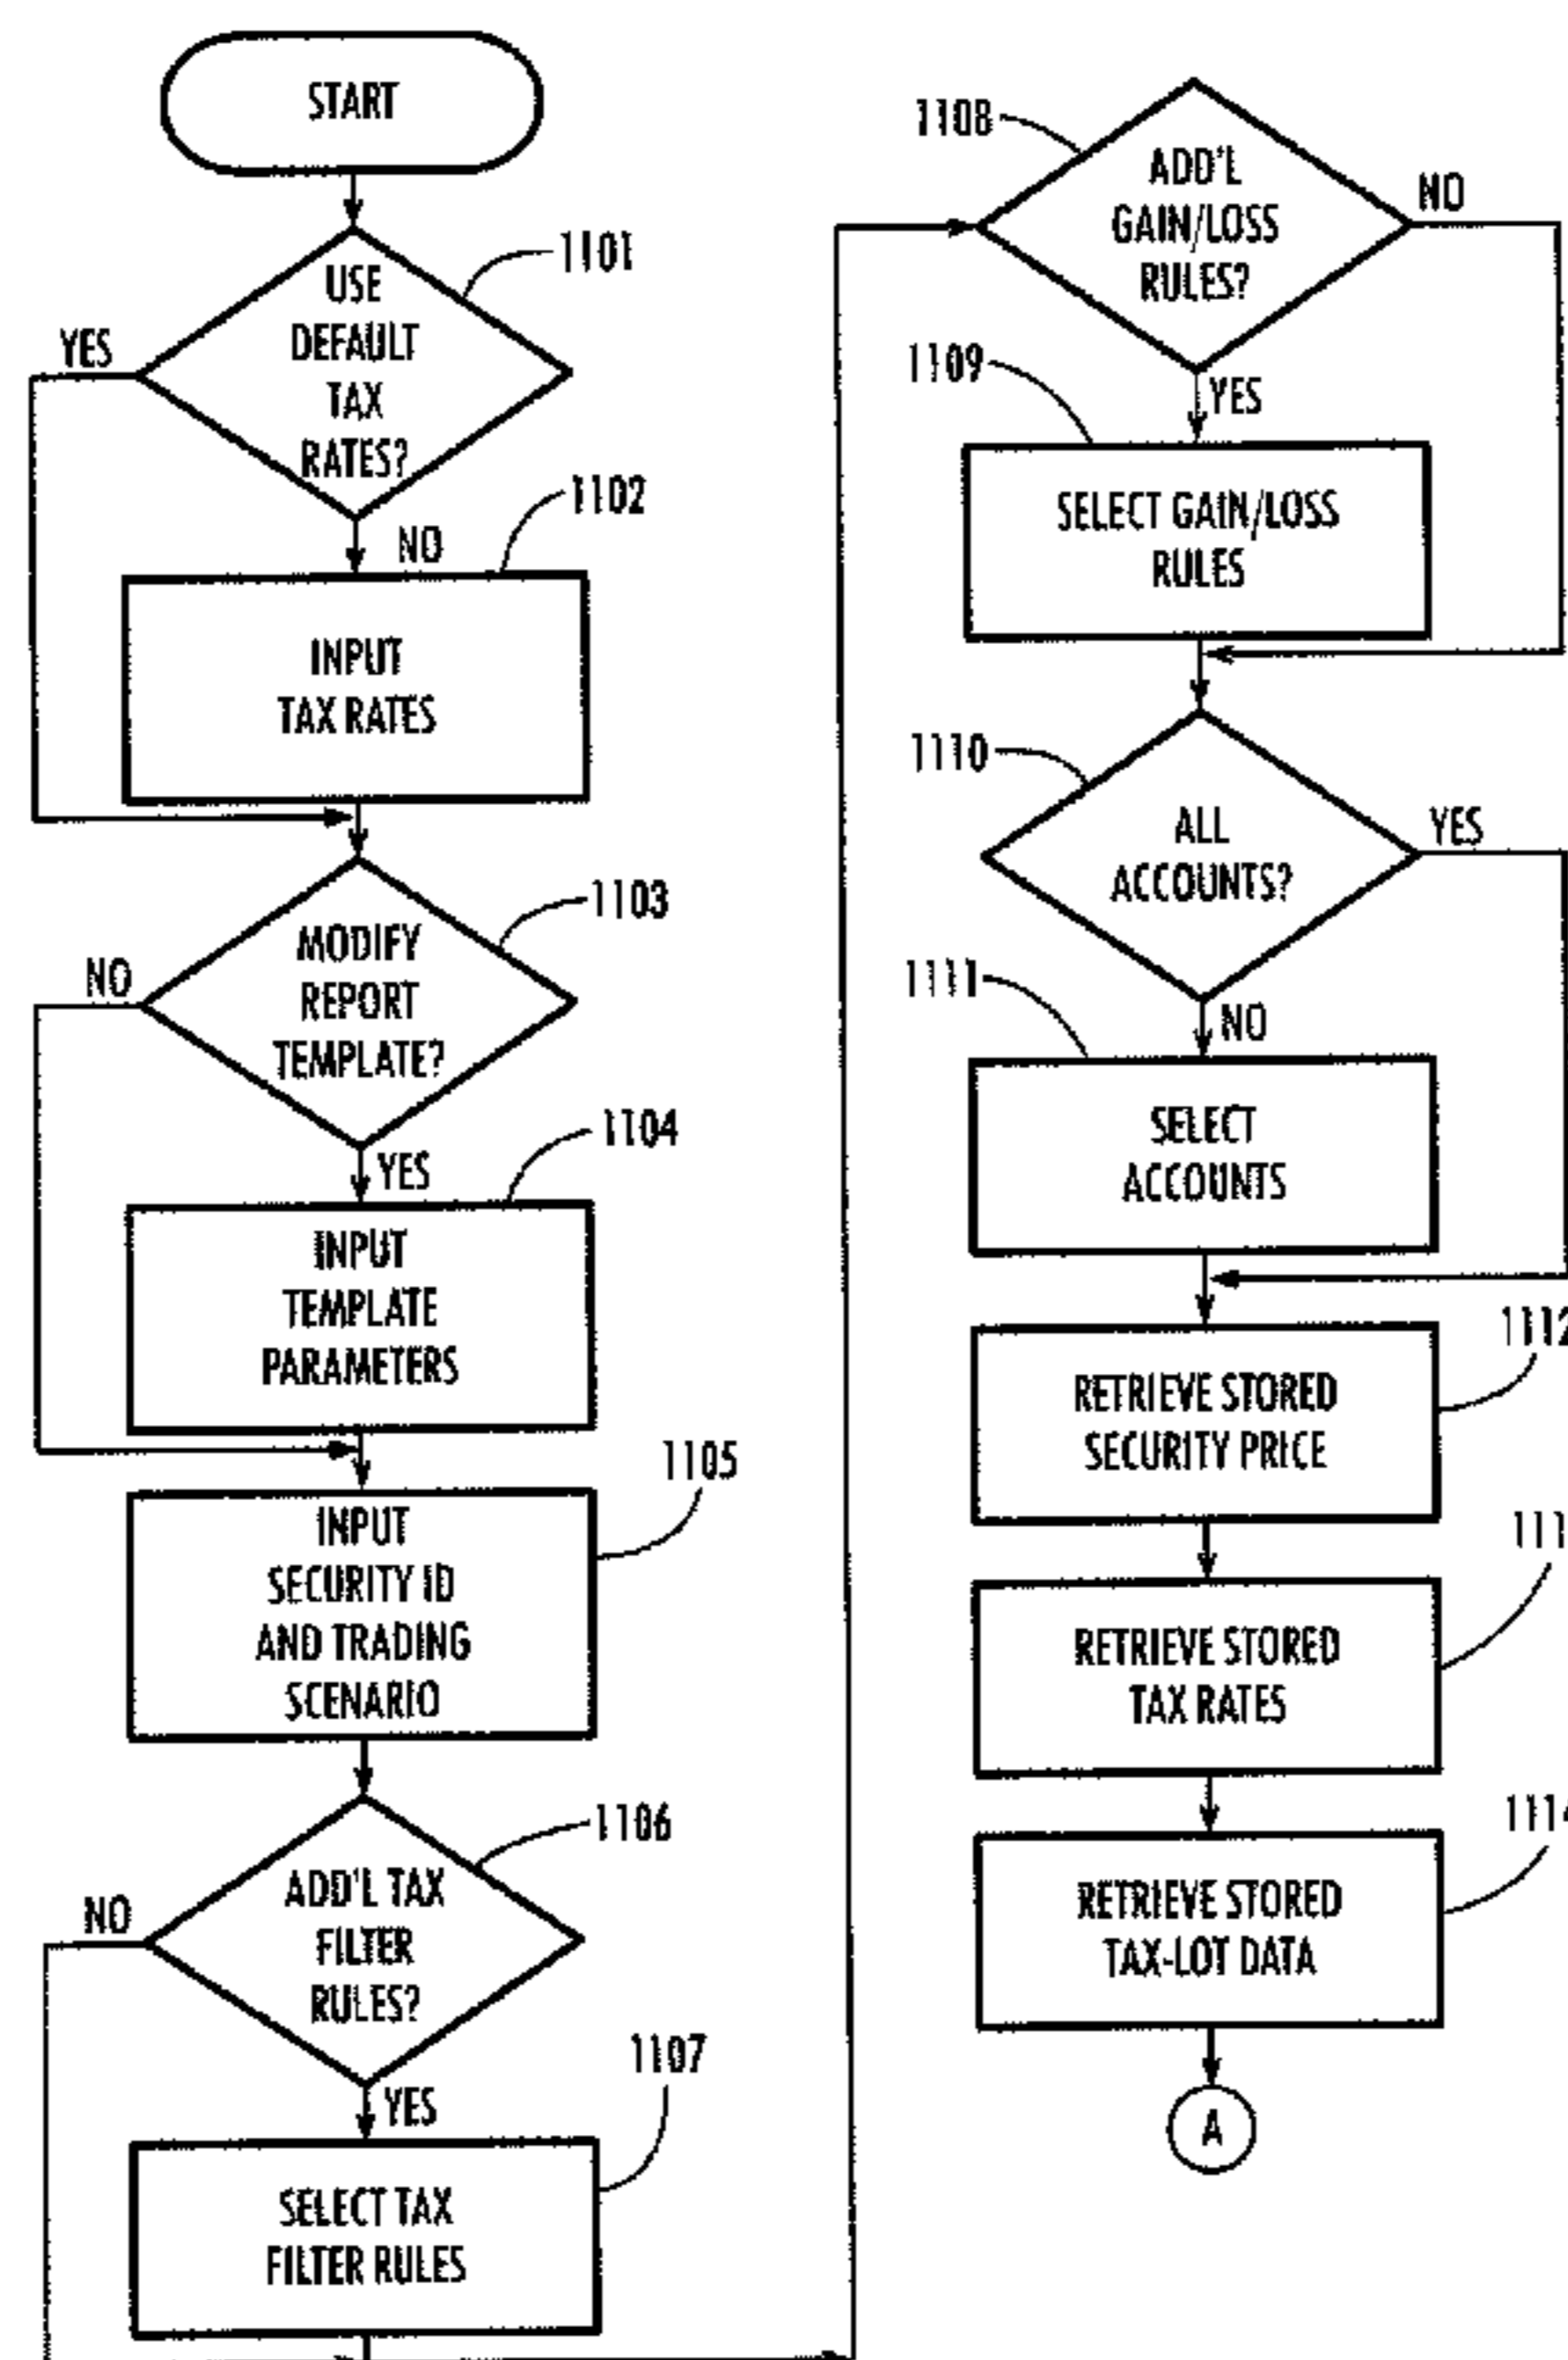 START
1101
USE
DEFAULT
TAX
RATES?
YES
NO
1102
INPUT
TAX RATES
1103
MODIFY
REPORT
TEMPLATE?
NO
YES
1104
INPUT
TEMPLATE
PARAMETERS
1105
INPUT
SECURITY ID
AND TRADING
SCENARIO
1106
ADD'L TAX
FILTER
RULES?
NO
YES
1107
SELECT TAX
FILTER RULES
1108
ADD'L
GAIN/LOSS
RULES?
NO
YES
1109
SELECT GAIN/LOSS
RULES
1110
ALL
ACCOUNTS?
YES
NO
1111
SELECT
ACCOUNTS
1112
RETRIEVE STORED
SECURITY PRICE
111
RETRIEVE STORED
TAX RATES
1114
RETRIEVE STORED
TAX-LOT DATA
A